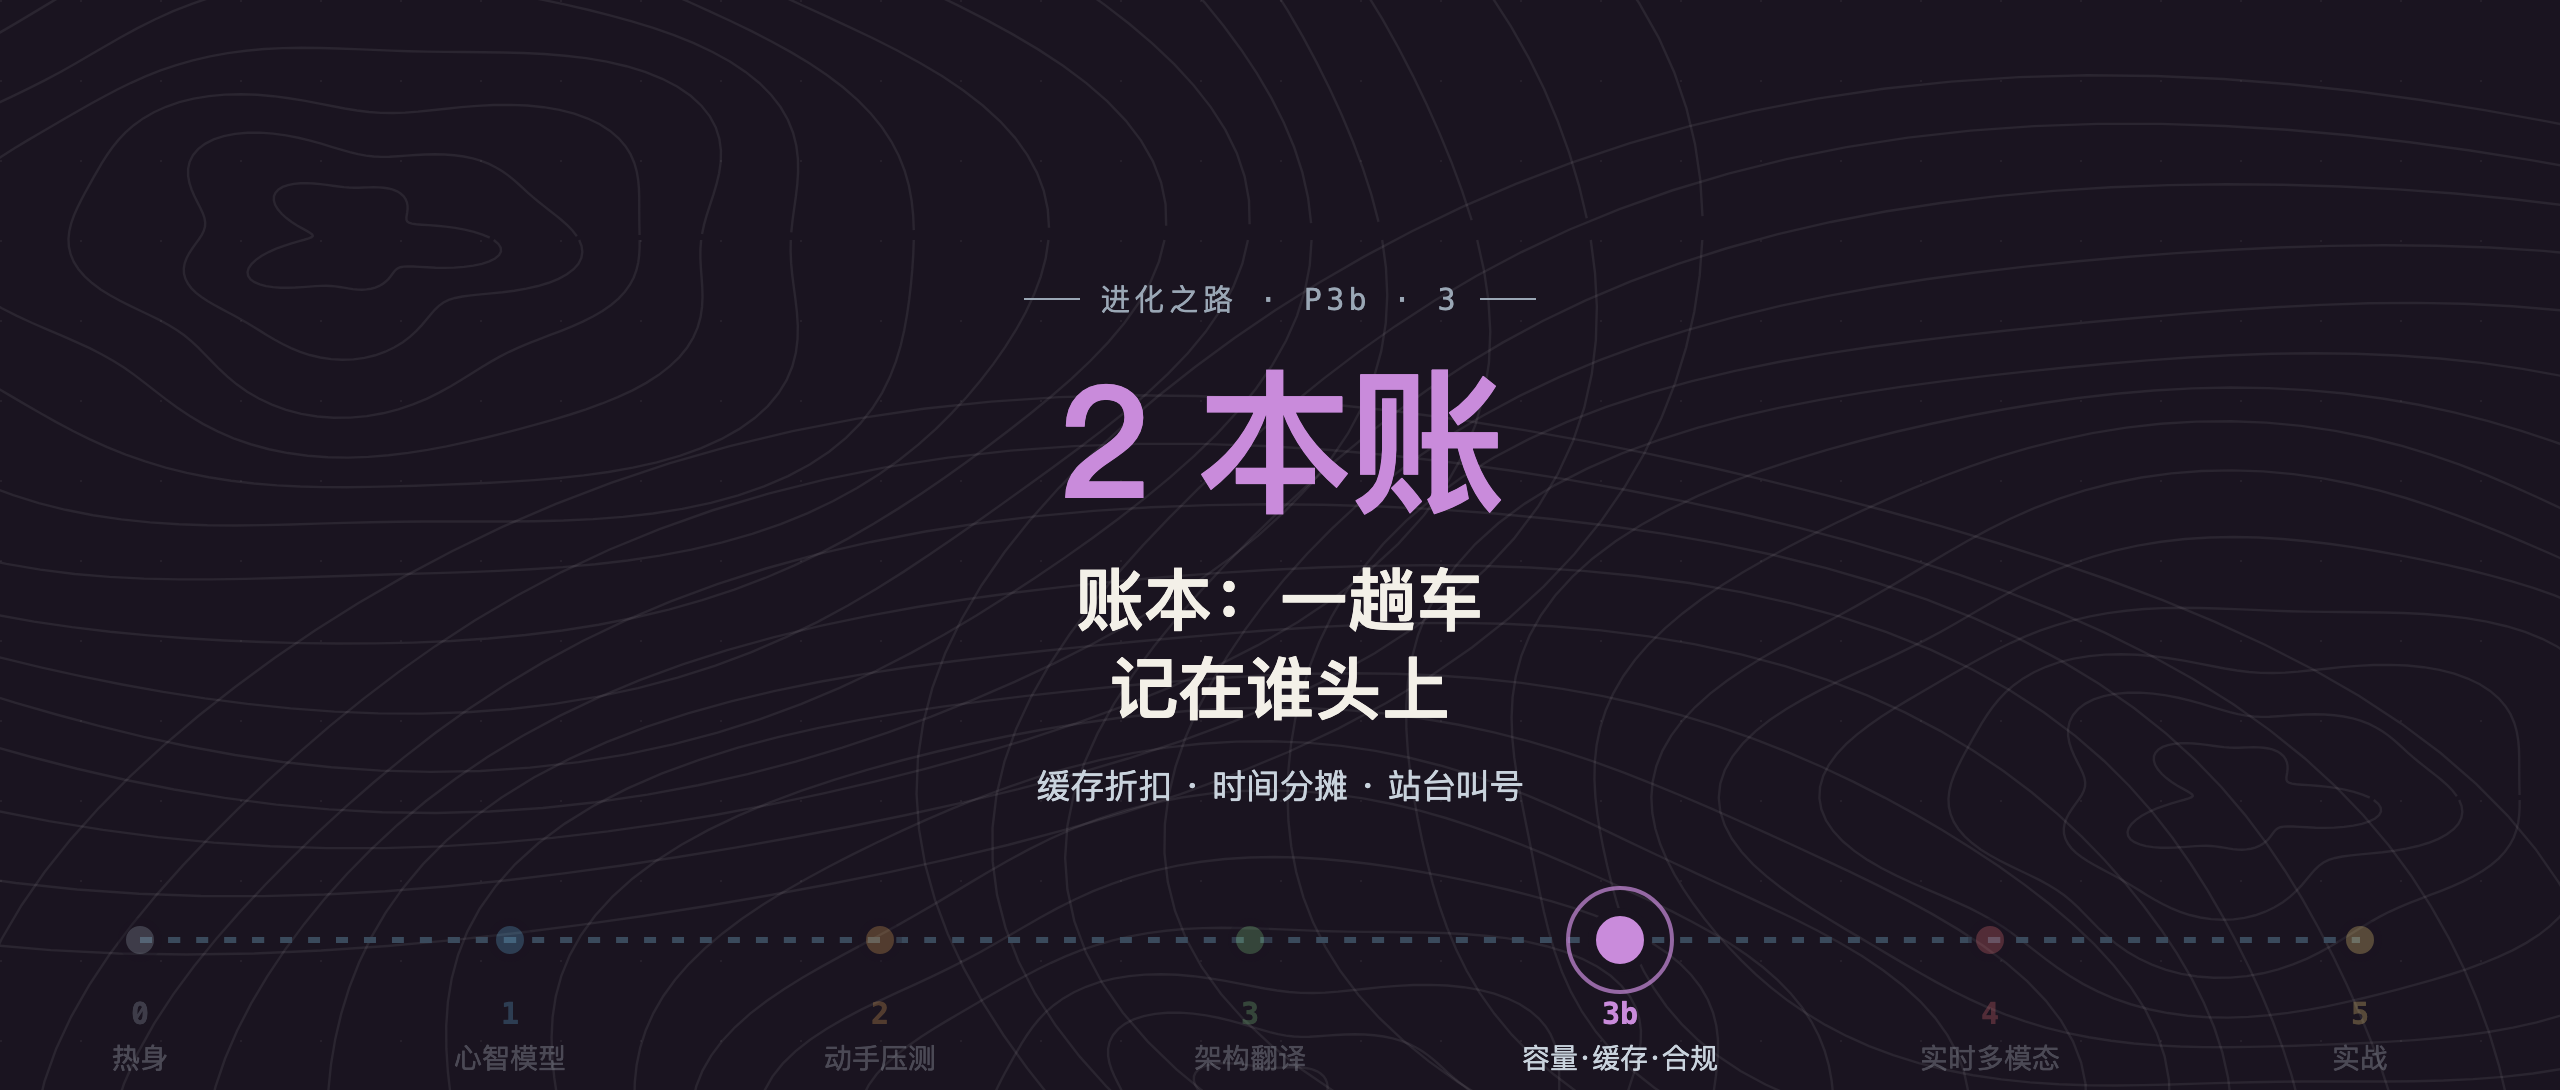 进化之路 · P3b · 3
2 本账
账本：一趟车
记在谁头上
缓存折扣 · 时间分摊 · 站台叫号
0
1
2
3
3b
4
5
热身
心智模型
动手压测
架构翻译
容量·缓存·合规
实时多模态
实战